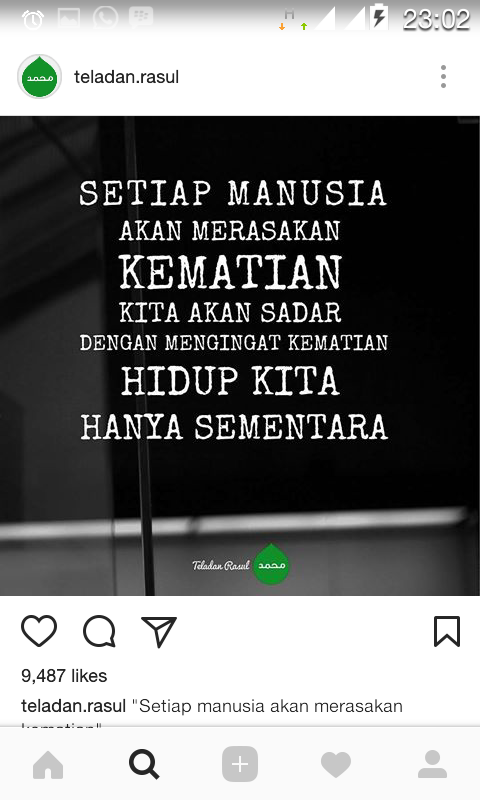 23:02
محمد
teladan.rasul
SETIAP MANUSIA
AKAN MERASAKAN
KEMATIAN
KITA AKAN SADAR
DENGAN MENGINGAT KEMATIAN
HIDUP KITA
HANYA SEMENTARA
Teladan Rasul
محمد
9,487 likes
teladan.rasul "Setiap manusia akan merasakan
kematian"